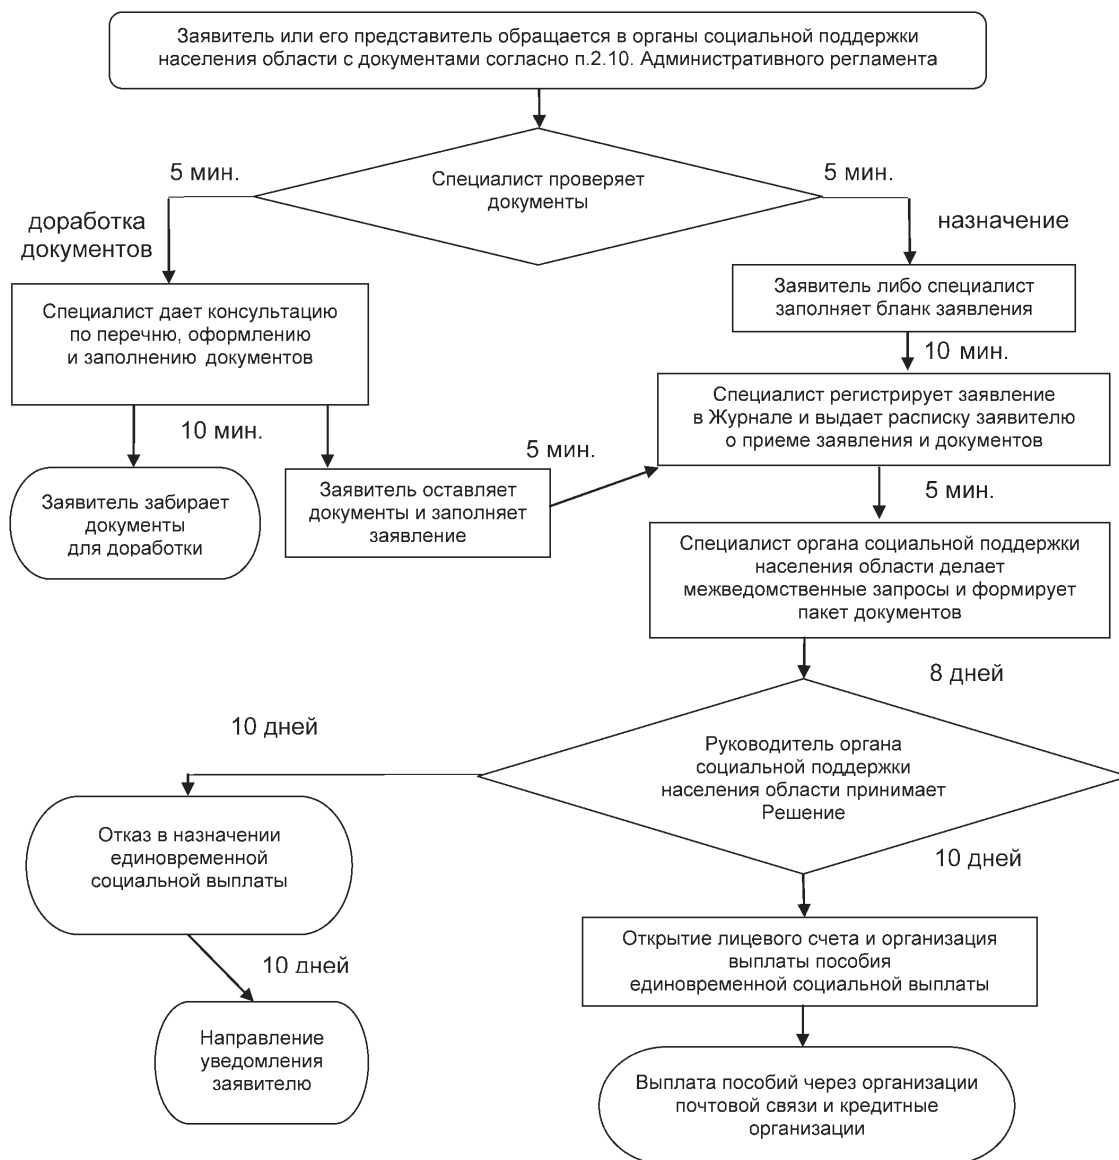 Заявитель или его представитель обращается в органы социальной поддержки
населения области с документами согласно п.2.10. Административного регламента
5 мин.
Специалист проверяет
документы
5 мин.
доработка
документов
назначение
Специалист дает консультацию
по перечню, оформлению
и заполнению документов
Заявитель либо специалист
заполняет бланк заявления
10 мин.
Специалист регистрирует заявление
в Журнале и выдает расписку заявителю
о приеме заявления и документов
10 мин.
5 мин.
Заявитель забирает
документы
для доработки
Заявитель оставляет
документы и заполняет
заявление
5 мин.
Специалист органа социальной поддержки
населения области делает
межведомственные запросы и формирует
пакет документов
8 дней
10 дней
Руководитель органа
социальной поддержки
населения области принимает
Решение
Отказ в назначении
единовременной
социальной выплаты
10 дней
Открытие лицевого счета и организация
выплаты пособия
единовременной социальной выплаты
10 дней
Направление
уведомления
заявителю
Выплата пособий через организации
почтовой связи и кредитные
организации